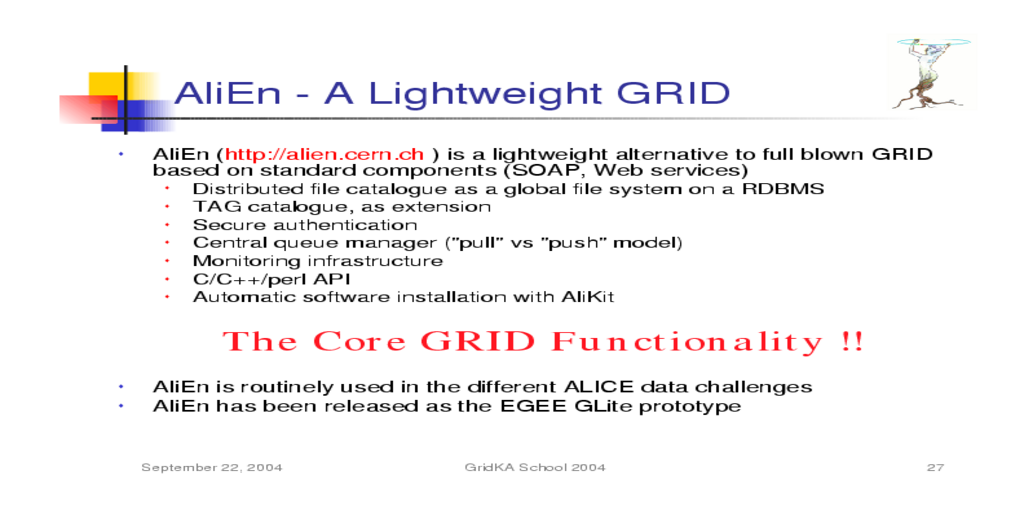 AliEn - A Lightweight GRID
AliEn (http://alien.cern.ch ) is a lightweight alternative to full blown GRID
based on standard components (SOAP, Web services)
Distributed file catalogue as a global file system on a RDBMS
TAG catalogue, as extension
Secure authentication
Central queue manager ("pull" vs "push" model)
Monitoring infrastructure
C/C++/perl API
Automatic software installation with AliKit
The Core GRID Functionality !!
AliEn is routinely used in the different ALICE data challenges
AliEn has been released as the EGEE GLite prototype
September 22, 2004 GridKA School 2004 27